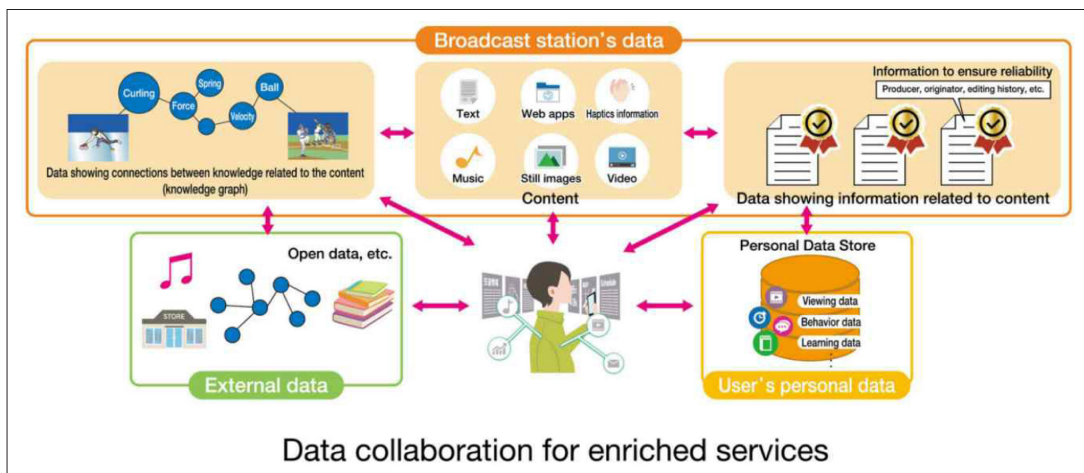 Broadcast station's data
Curling
Spring
Force
Ball
Velocity
Data showing connections between knowledge related to the content
(knowledge graph)
Text
Web apps
Haptics information
Music
Still images
Video
Content
Information to ensure reliability
Producer, originator, editing history, etc.
Data showing information related to content
Open data, etc.
STORE
External data
Schedule
Personal Data Store
Viewing data
Behavior data
Learning data
User's personal data
Data collaboration for enriched services